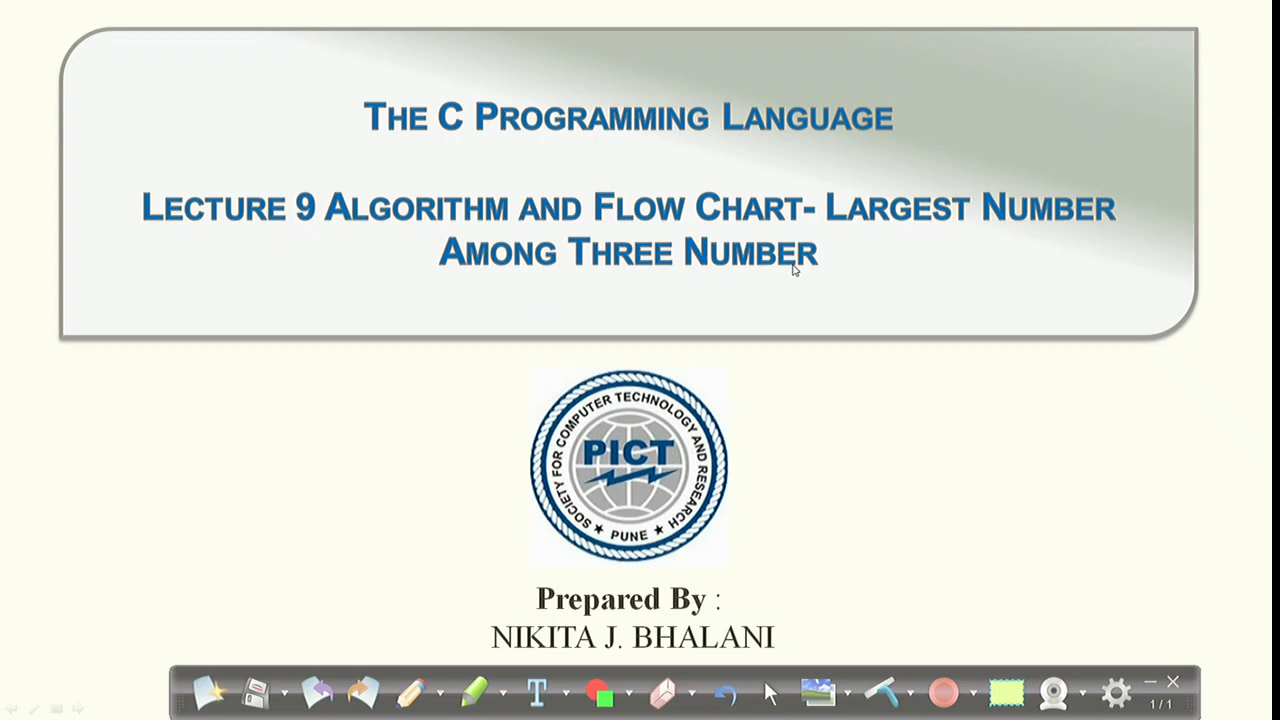 THE C PROGRAMMING LANGUAGE
LECTURE 9 ALGORITHM AND FLOW CHART- LARGEST NUMBER
AMONG THREE NUMBER
SOCIETY FOR COMPUTER TECHNOLOGY AND RESEARCH
PICT
★ PUNE ★
Prepared By :
NIKITA J. BHALANI
T
1/1